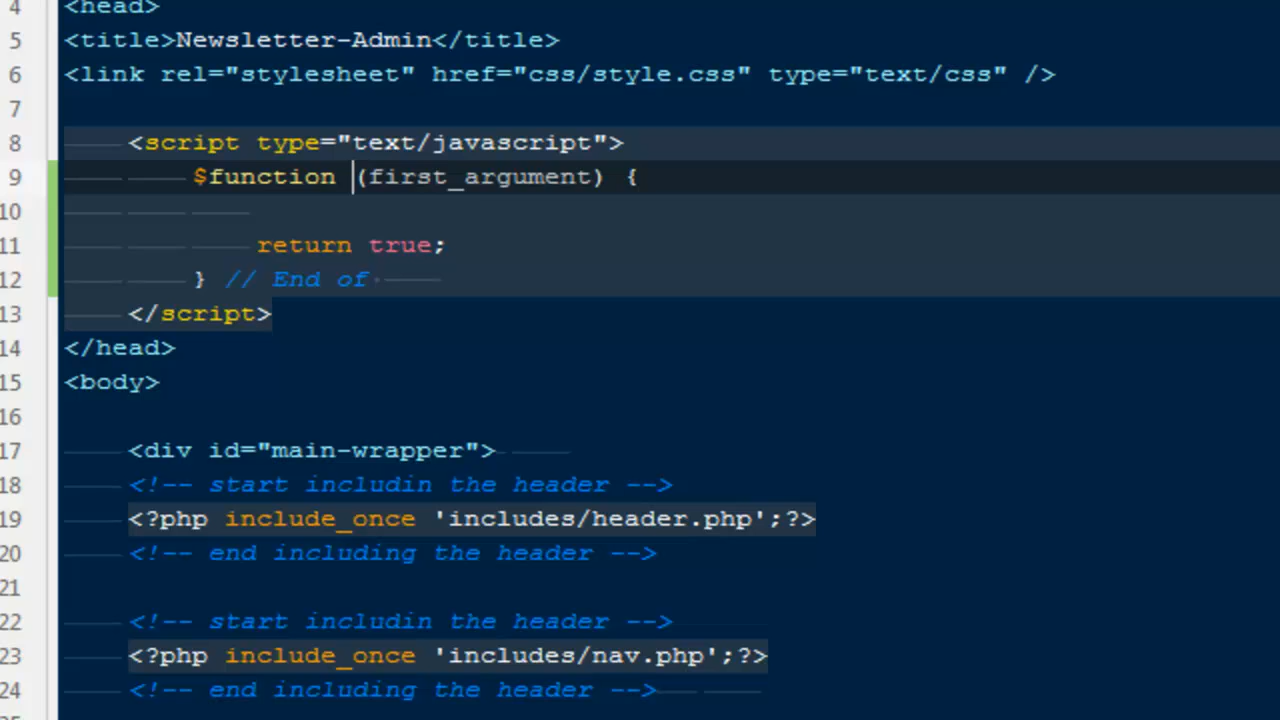 4 <head>
5 <title>Newsletter-Admin</title>
6 <link rel="stylesheet" href="css/style.css" type="text/css" />
7
8 <script type="text/javascript">
9 $function (first_argument) {
10
11 return true;
12 } // End of
13 </script>
14 </head>
15 <body>
16
17 <div id="main-wrapper">
18 <!-- start includin the header -->
19 <?php include_once 'includes/header.php';?>
20 <!-- end including the header -->
21
22 <!-- start includin the header -->
23 <?php include_once 'includes/nav.php';?>
24 <!-- end including the header -->